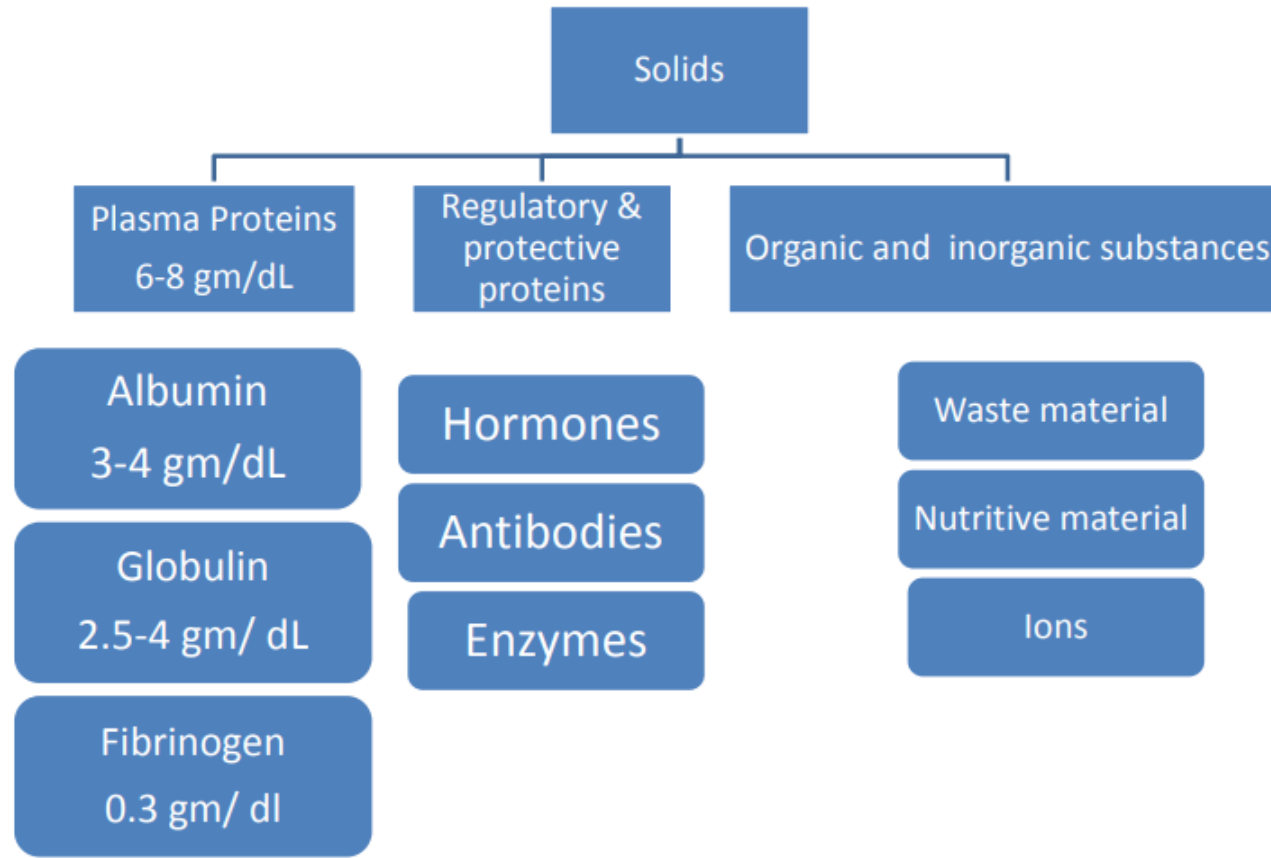 Solids
Plasma Proteins
6-8 gm/dL
Regulatory &
protective
proteins
Organic and  inorganic substances
Albumin
3-4 gm/dL
Globulin
2.5-4 gm/ dL
Fibrinogen
0.3 gm/ dl
Hormones
Antibodies
Enzymes
Waste material
Nutritive material
Ions